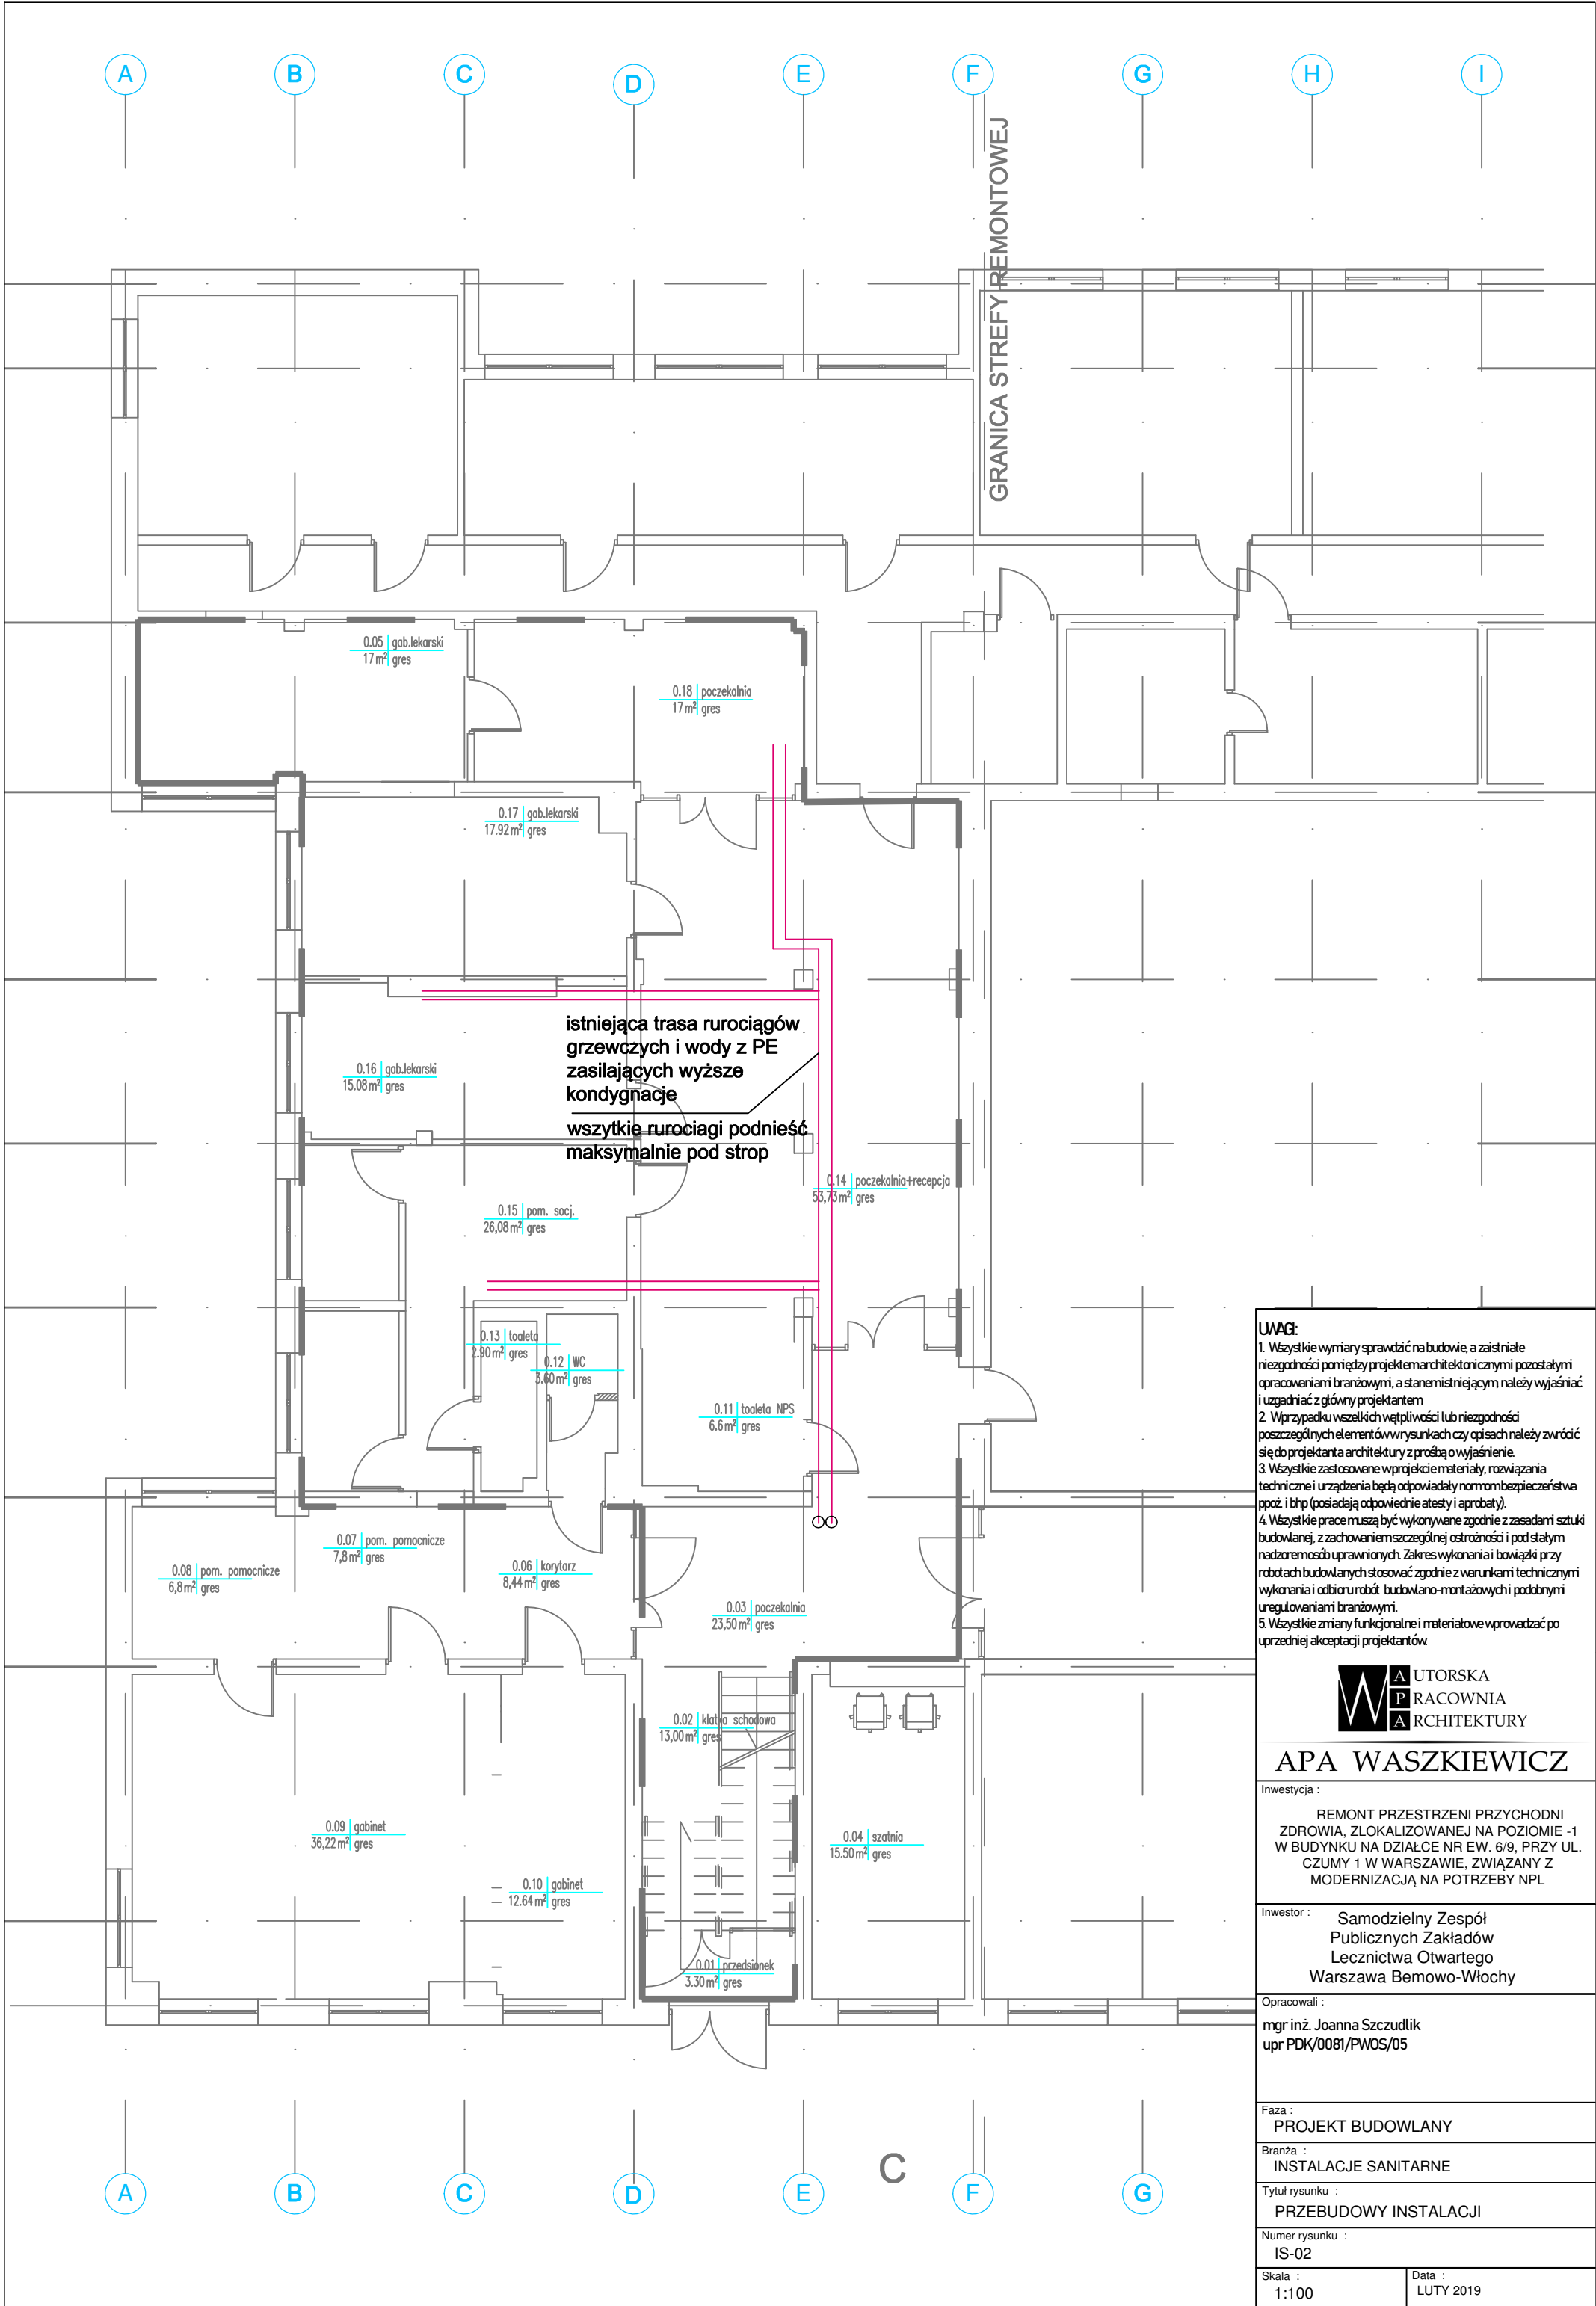 A
B
C
D
E
F
G
H
I
GRANICA STREFY REMONTOWEJ
0.05 gab.lekarski
17 m² gres
0.18 poczekalnia
17 m² gres
0.17 gab.lekarski
17.92 m² gres
istniejąca trasa rurociągów
grzewczych i wody z PE
zasilających wyższe
kondygnacje
wszytkie rurociagi podnieść
maksymalnie pod strop
0.16 gab.lekarski
15.08 m² gres
0.14 poczekalnia+recepcja
53,73 m² gres
0.15 pom. socj.
26,08 m² gres
0.13 toaleta
2.90 m² gres
0.12 WC
3.60 m² gres
0.11 toaleta NPS
6.6 m² gres
0.07 pom. pomocnicze
7,8 m² gres
0.08 pom. pomocnicze
6,8 m² gres
0.06 korytarz
8,44 m² gres
0.03 poczekalnia
23,50 m² gres
0.02 klatka schodowa
13,00 m² gres
0.09 gabinet
36,22 m² gres
0.10 gabinet
12.64 m² gres
0.04 szatnia
15.50 m² gres
0.01 przedsionek
3.30 m² gres
C
A
B
C
D
E
F
G
UWAGI:
1. Wszystkie wymiary sprawdzić na budowie, a zaistniałe
niezgodności pomiędzy projektem architektonicznym i pozostałymi
opracowaniami branżowymi, a stanem istniejącym, należy wyjaśniać
i uzgadniać z główny projektantem.
2. W przypadku wszelkich wątpliwości lub niezgodności
poszczególnych elementów w rysunkach czy opisach należy zwrócić
się do projektanta architektury z prośbą o wyjaśnienie.
3. Wszystkie zastosowane w projekcie materiały, rozwiązania
techniczne i urządzenia będą odpowiadały normom bezpieczeństwa
ppoż. i bhp (posiadają odpowiednie atesty i aprobaty).
4. Wszystkie prace muszą być wykonywane zgodnie z zasadami sztuki
budowlanej, z zachowaniem szczególnej ostrożności i pod stałym
nadzorem osób uprawnionych. Zakres wykonania i bowiązki przy
robotach budowlanych stosować zgodnie z warunkami technicznymi
wykonania i odbioru robót budowlano-montażowych i podobnymi
uregulowaniami branżowymi.
5. Wszystkie zmiany funkcjonalne i materiałowe wprowadzać po
uprzedniej akceptacji projektantów.
W AUTORSKA
PRACOWNIA
ARCHITEKTURY
APA WASZKIEWICZ
Inwestycja :
REMONT PRZESTRZENI PRZYCHODNI
ZDROWIA, ZLOKALIZOWANEJ NA POZIOMIE -1
W BUDYNKU NA DZIAŁCE NR EW. 6/9, PRZY UL.
CZUMY 1 W WARSZAWIE, ZWIĄZANY Z
MODERNIZACJĄ NA POTRZEBY NPL
Inwestor :
Samodzielny Zespół
Publicznych Zakładów
Lecznictwa Otwartego
Warszawa Bemowo-Włochy
Opracowali :
mgr inż. Joanna Szczudlik
upr PDK/0081/PWOS/05
Faza :
PROJEKT BUDOWLANY
Branża :
INSTALACJE SANITARNE
Tytuł rysunku :
PRZEBUDOWY INSTALACJI
Numer rysunku :
IS-02
Skala :
1:100
Data :
LUTY 2019